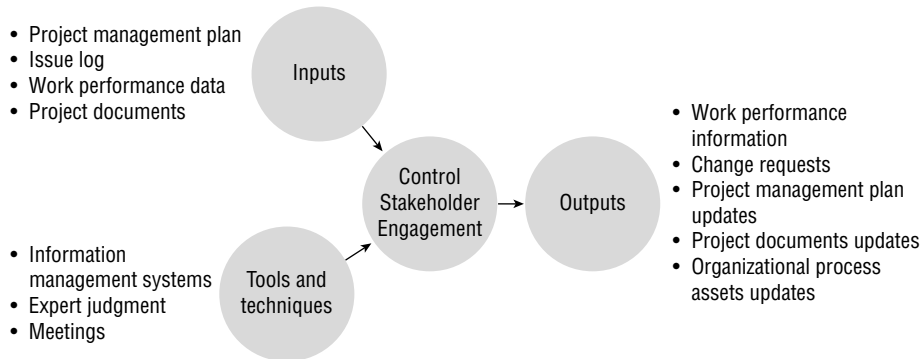 • Project management plan
• Issue log
• Work performance data
• Project documents
Inputs
Control
Stakeholder
Engagement
Outputs
• Work performance
information
• Change requests
• Project management plan
updates
• Project documents updates
• Organizational process
assets updates
• Information
management systems
• Expert judgment
• Meetings
Tools and
techniques